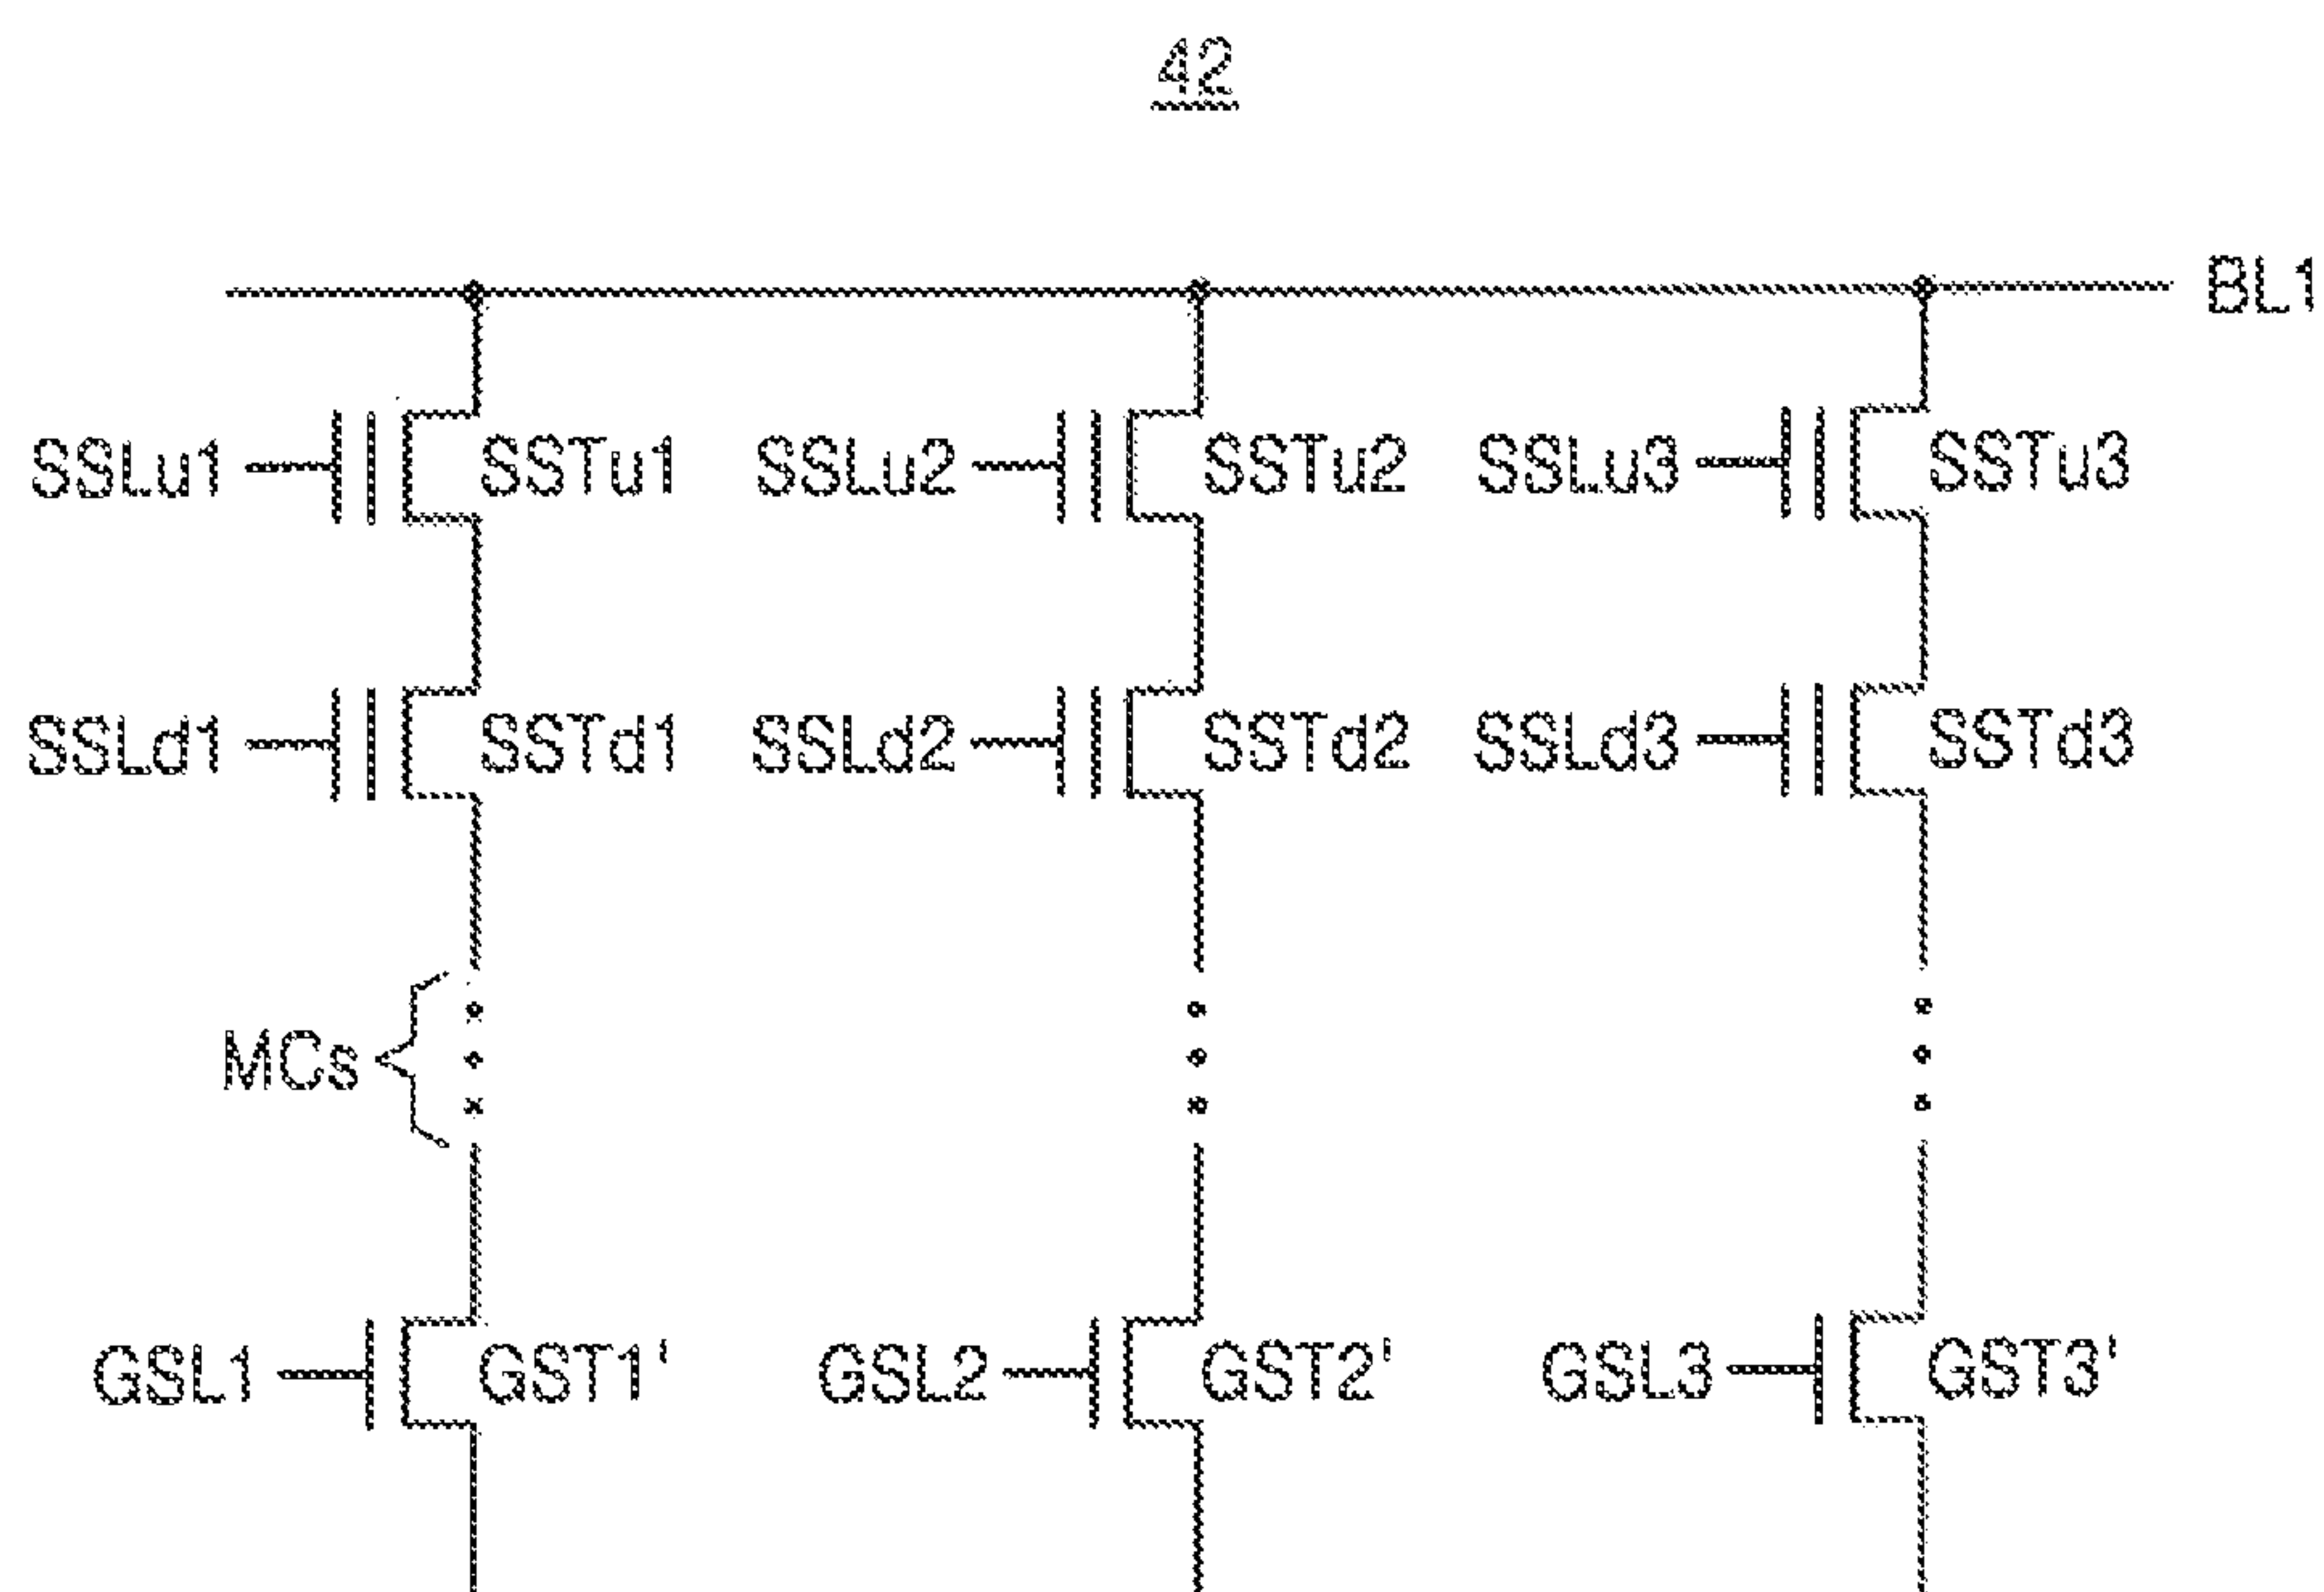 42
BL1
SSLu1 SSTu1 SSLu2 SSTu2 SSLu3 SSTu3
SSLd1 SSTd1 SSLd2 SSTd2 SSLd3 SSTd3
MCs
GSL1 GST1' GSL2 GST2' GSL3 GST3'